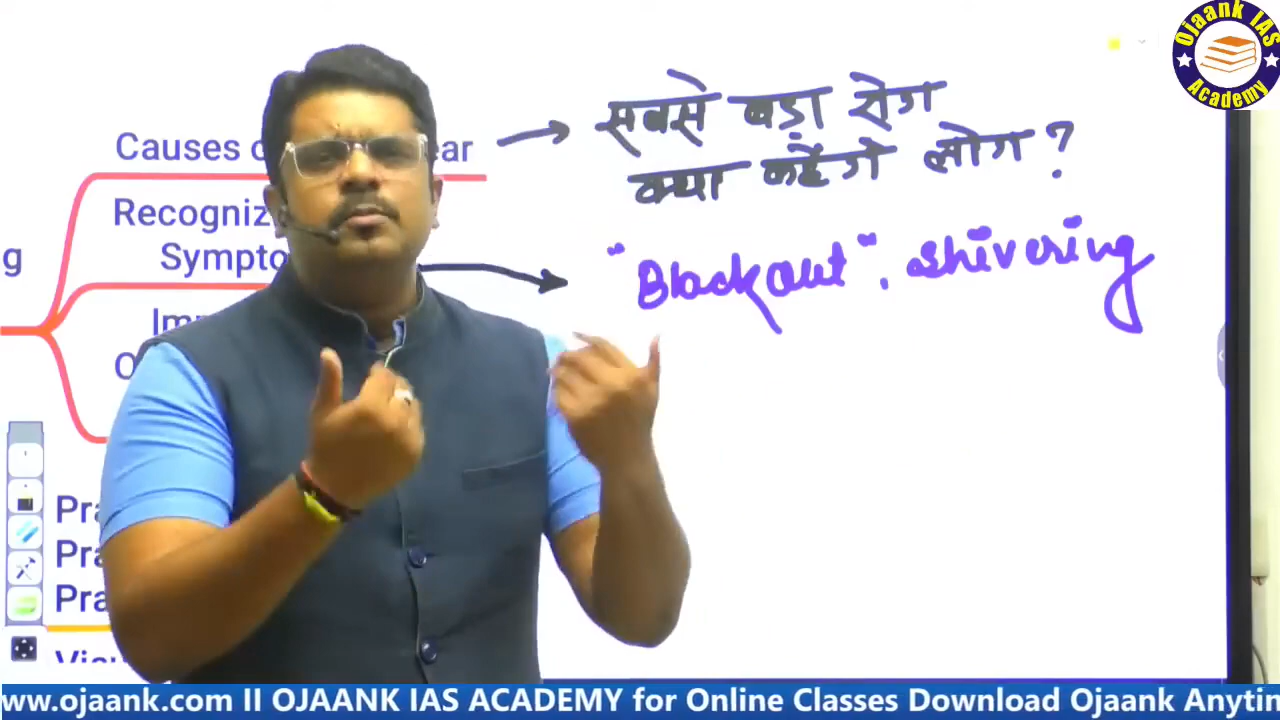 Ojaank IAS
Academy
Causes
सबसे बड़ा रोग
क्या कहेंगे लोग ?
Recogniz
Sympto
"Blackout", shivering
g
Pra
Pra
Pra
www.ojaank.com II OJAANK IAS ACADEMY for Online Classes Download Ojaank Anytin